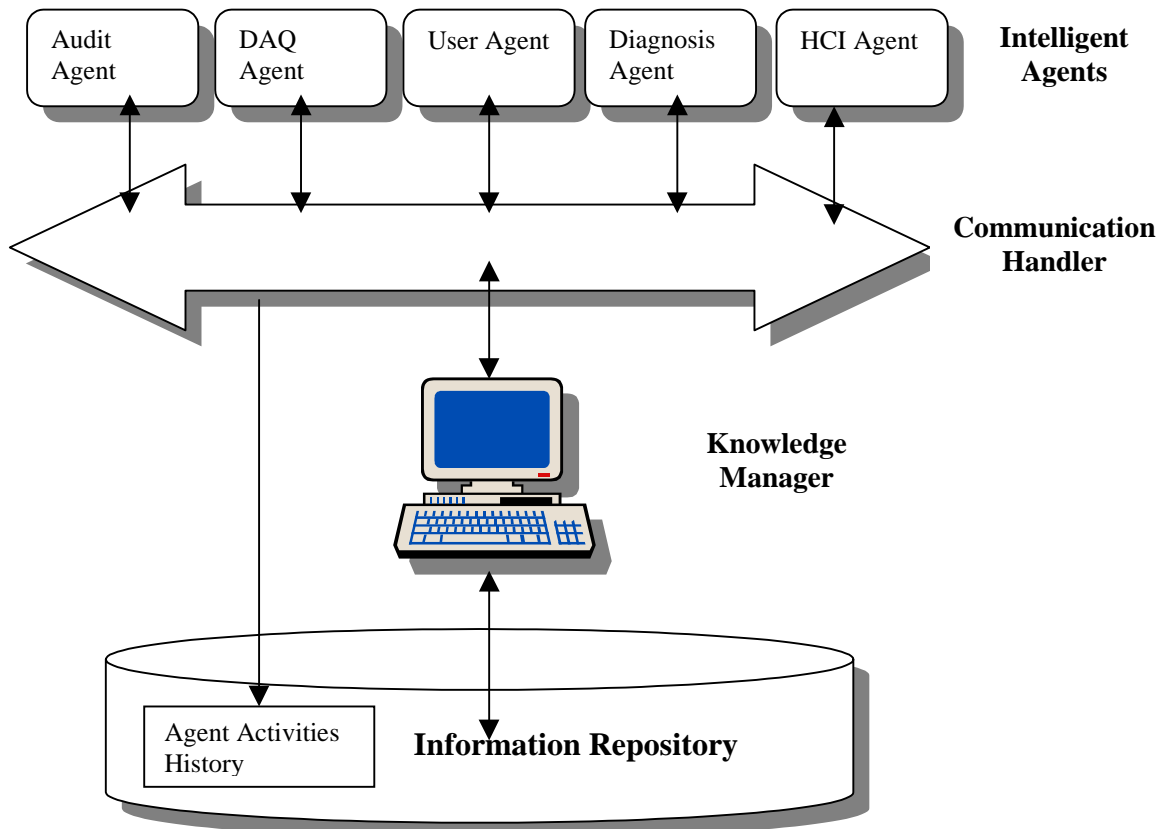 Audit
Agent
DAQ
Agent
User Agent
Diagnosis
Agent
HCI Agent
Intelligent
Agents
Communication
Handler
Knowledge
Manager
Agent Activities
History
Information Repository